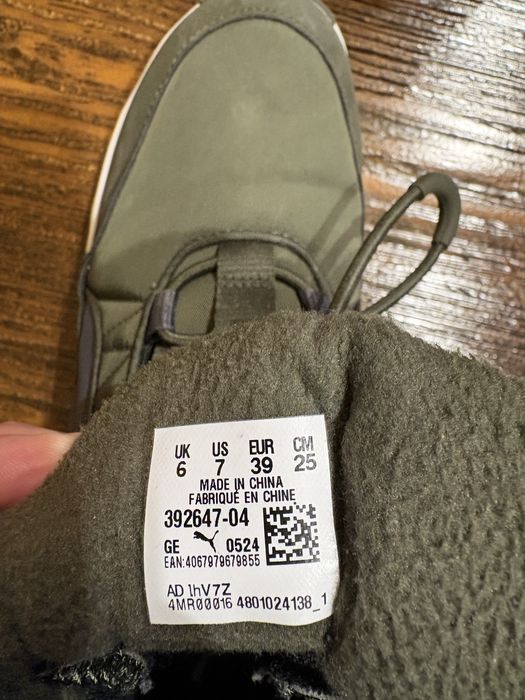 UK US EUR CM
6 7 39 25
MADE IN CHINA
FABRIQUÉ EN CHINE
392647-04
GE 0524
EAN:4067979679855
AD lhV7Z
4MR00016 4801024138_1